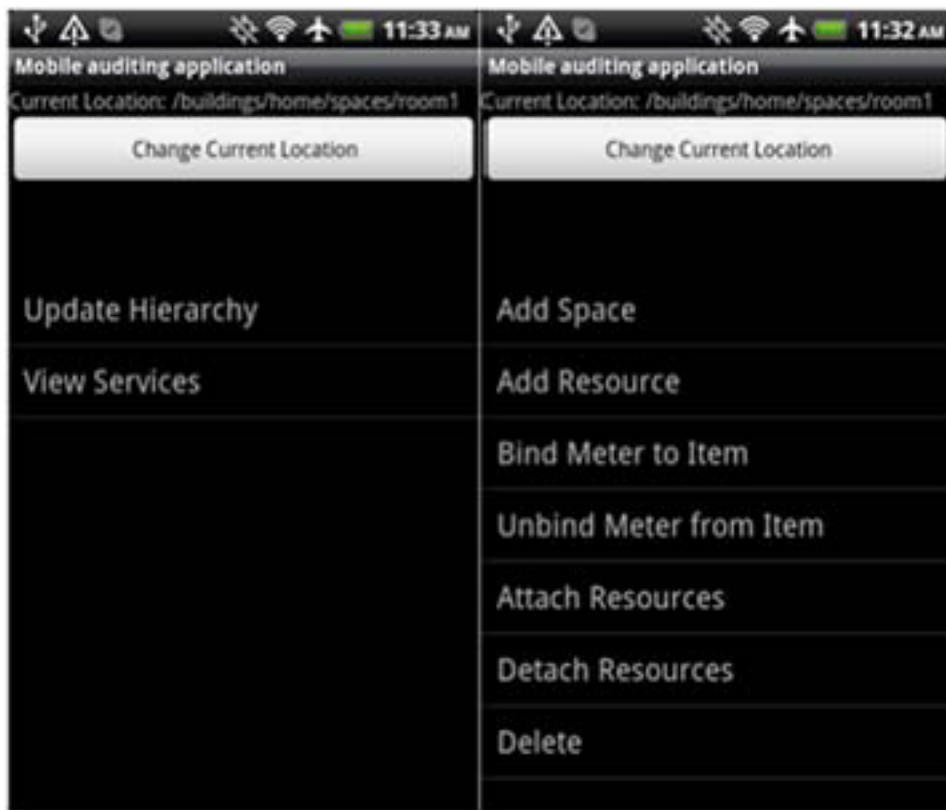 11:33 AM
Mobile auditing application
Current Location: /buildings/home/spaces/room1
Change Current Location
Update Hierarchy
View Services
11:32 AM
Mobile auditing application
Current Location: /buildings/home/spaces/room1
Change Current Location
Add Space
Add Resource
Bind Meter to Item
Unbind Meter from Item
Attach Resources
Detach Resources
Delete